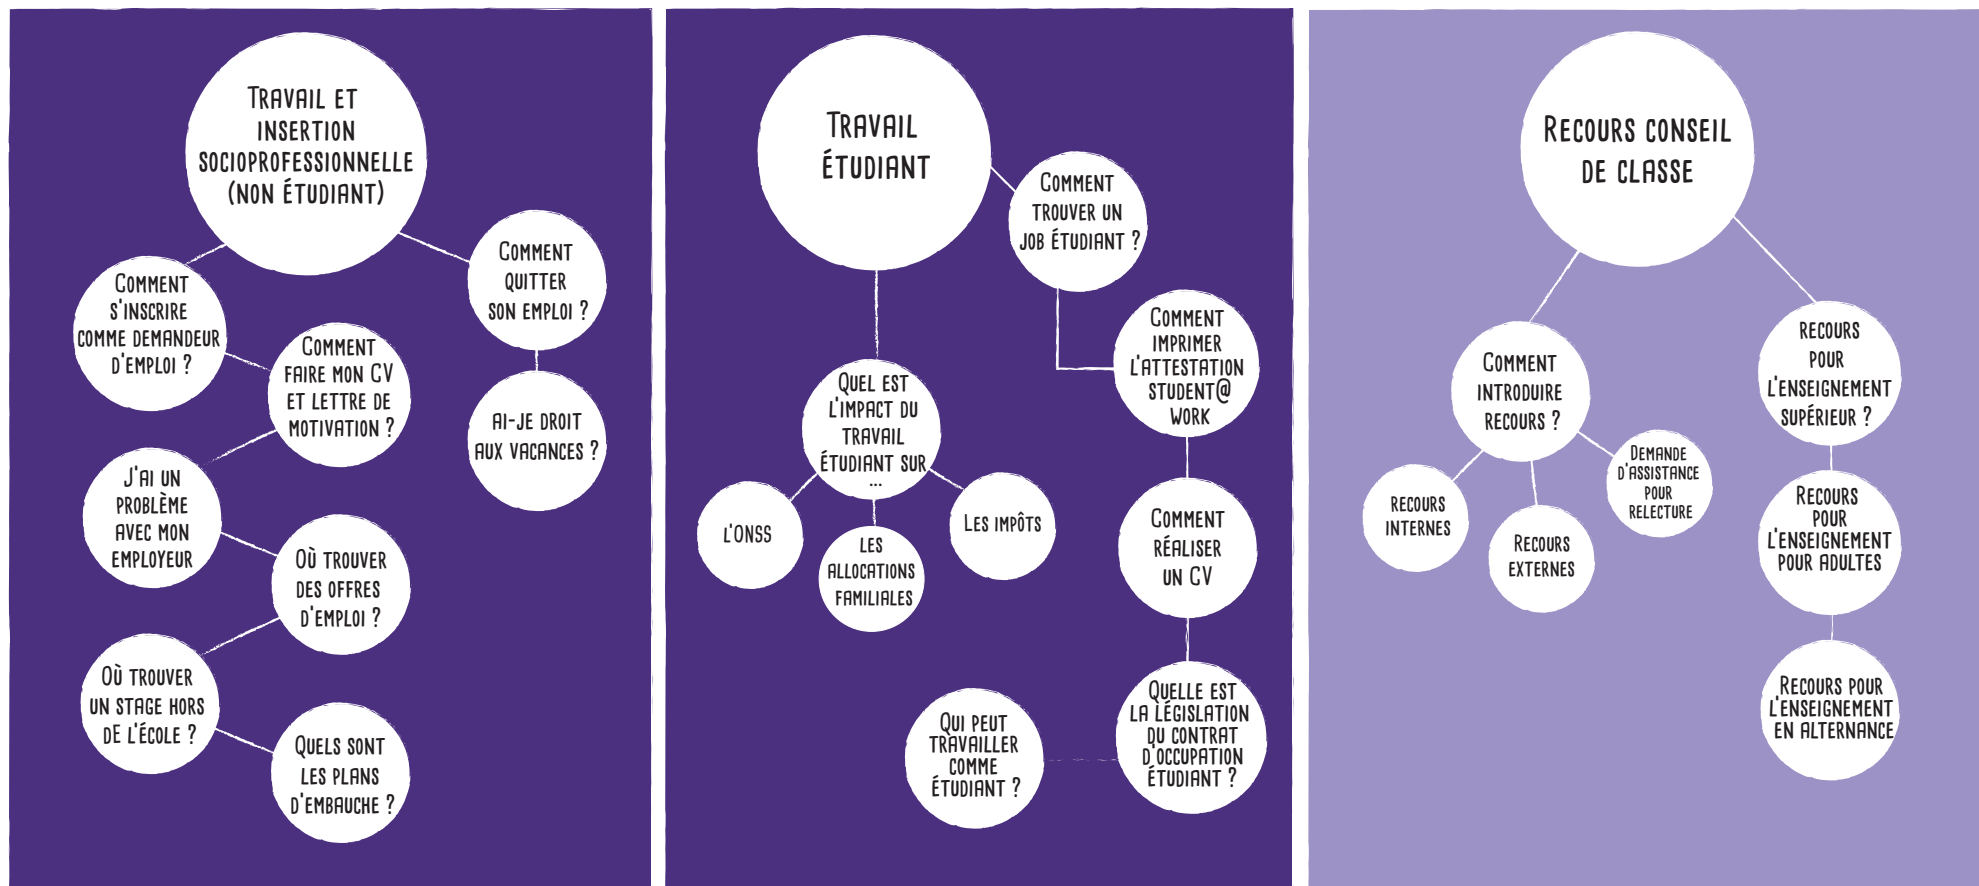 Travail et
insertion
socioprofessionnelle
(non étudiant)
Comment
quitter
son emploi ?
Comment
s'inscrire
comme demandeur
d'emploi ?
Comment
faire mon CV
et lettre de
motivation ?
ai-je droit
aux vacances ?
J'ai un
problème
avec mon
employeur
Où trouver
des offres
d'emploi ?
Où trouver
un stage hors
de l'école ?
Quels sont
les plans
d'embauche ?
Travail
étudiant
Comment
trouver un
job étudiant ?
Comment
imprimer
l'attestation
student@
work
Quel est
l'impact du
travail
étudiant sur
...
l'ONSS
les
allocations
familiales
Les impôts
Comment
réaliser
un CV
Quelle est
la législation
du contrat
d'occupation
étudiant ?
Qui peut
travailler
comme
étudiant ?
Recours conseil
de classe
Comment
introduire
recours ?
recours
internes
Recours
externes
Demande
d'assistance
pour
relecture
recours
pour
l'enseignement
supérieur ?
Recours
pour
l'enseignement
pour adultes
Recours pour
l'enseignement
en alternance